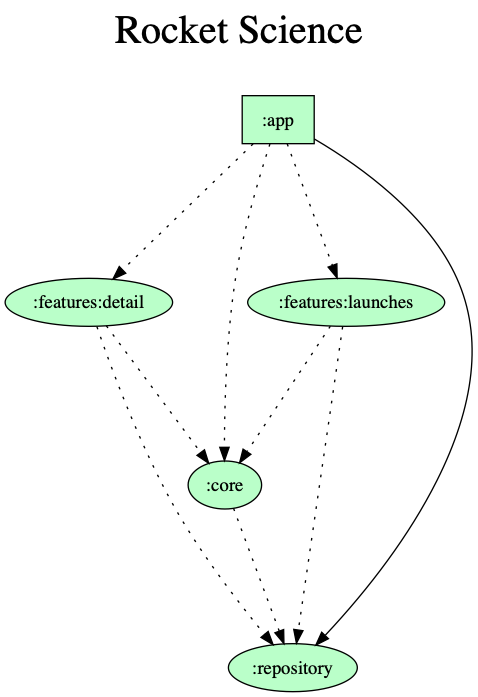 Rocket Science
:app
:features:detail
:features:launches
:core
:repository